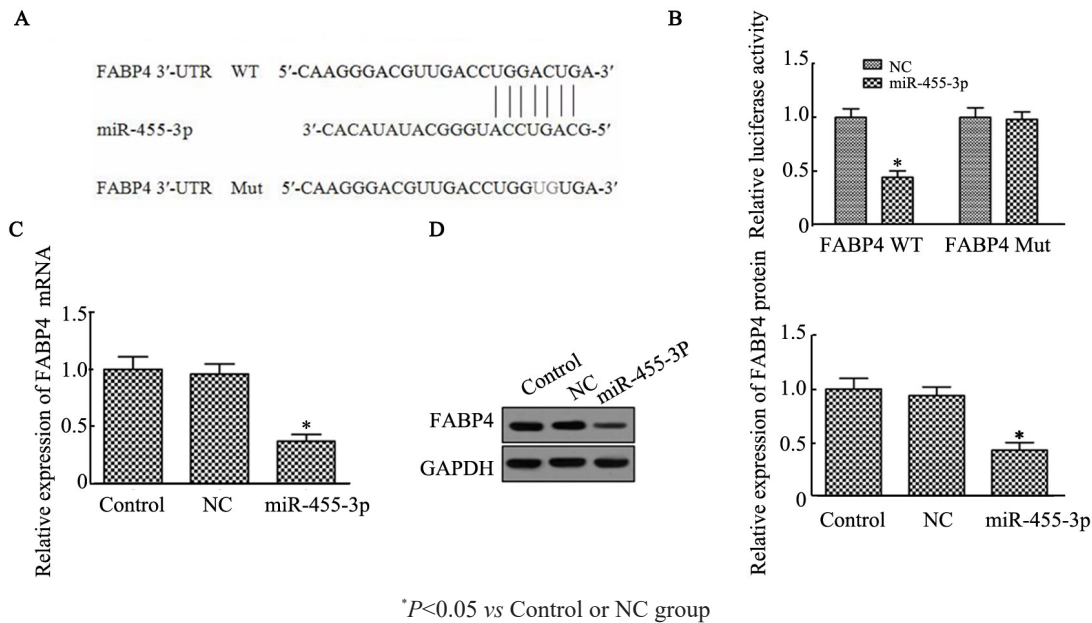 A
FABP4 3′-UTR WT 5′-CAAGGGACGUUGACCUGGACUGA-3′
miR-455-3p 3′-CACAUAUACGGGUACCUGACG-5′
FABP4 3′-UTR Mut 5′-CAAGGGACGUUGACCUGGUGUGA-3′
B
Relative luciferase activity
1.5
1.0
0.5
0
NC
miR-455-3p
*
FABP4 WT FABP4 Mut
C
Relative expression of FABP4 mRNA
1.5
1.0
0.5
0
*
Control NC miR-455-3p
D
Control NC miR-455-3P
FABP4
GAPDH
Relative expression of FABP4 protein
1.5
1.0
0.5
0
*
Control NC miR-455-3p
*P<0.05 vs Control or NC group